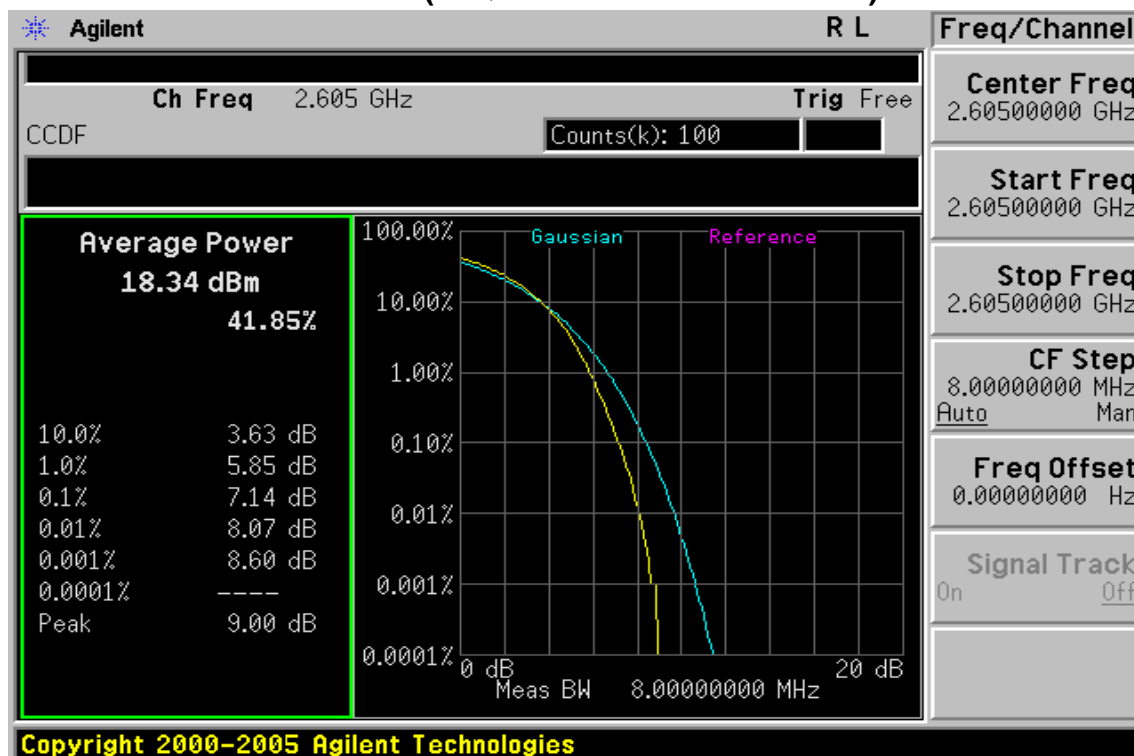 Agilent R L Freq/Channel
Ch Freq 2.605 GHz Trig Free
CCDF Counts(k): 100
Average Power
18.34 dBm
41.85%
10.0% 3.63 dB
1.0% 5.85 dB
0.1% 7.14 dB
0.01% 8.07 dB
0.001% 8.60 dB
0.0001% ----
Peak 9.00 dB
Gaussian Reference
100.00%
10.00%
1.00%
0.10%
0.01%
0.001%
0.0001%
0 dB 20 dB
Meas BW 8.00000000 MHz
Center Freq
2.60500000 GHz
Start Freq
2.60500000 GHz
Stop Freq
2.60500000 GHz
CF Step
8.00000000 MHz
Auto Man
Freq Offset
0.00000000 Hz
Signal Track
On Off
Copyright 2000-2005 Agilent Technologies